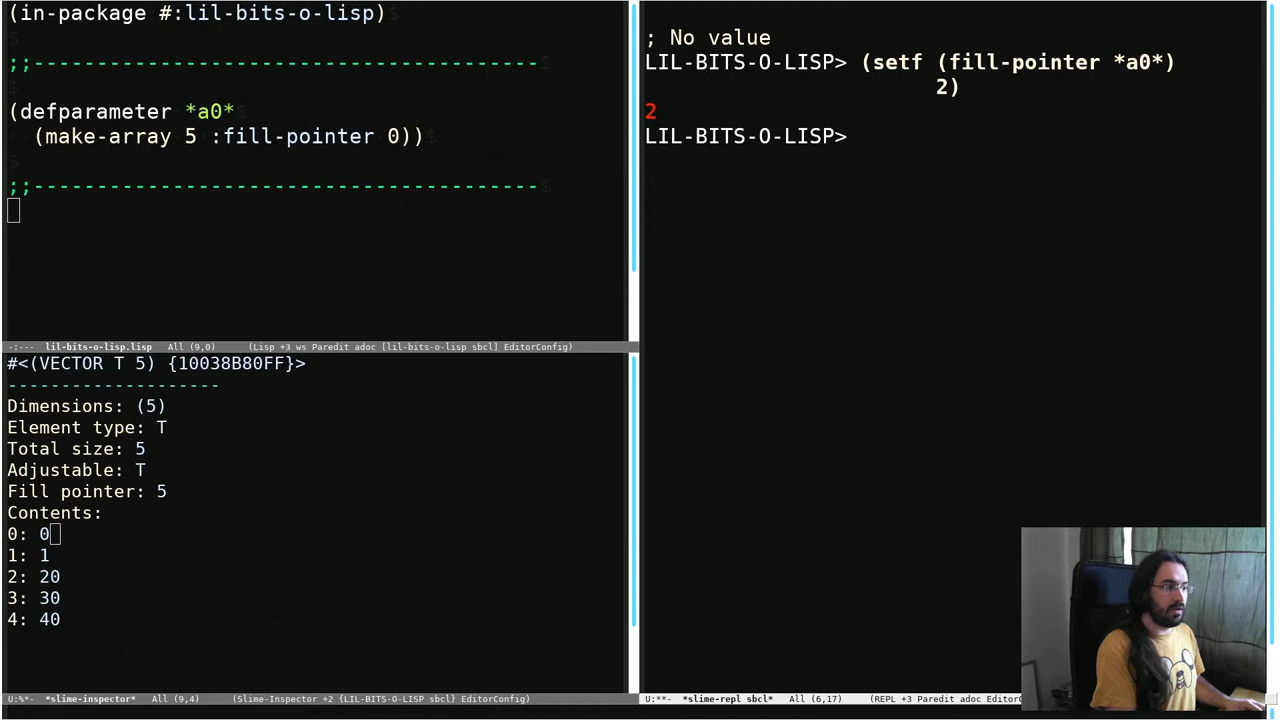 (in-package #:lil-bits-o-lisp)$
$
;;----------------------------------------$
$
(defparameter *a0*$
  (make-array 5 :fill-pointer 0))$
$
;;----------------------------------------$
-:--- lil-bits-o-lisp.lisp All (9,0) (Lisp +3 ws Paredit adoc [lil-bits-o-lisp sbcl] EditorConfig)
#<(VECTOR T 5) {10038B80FF}>
--------------------
Dimensions: (5)
Element type: T
Total size: 5
Adjustable: T
Fill pointer: 5
Contents:
0: 0
1: 1
2: 20
3: 30
4: 40
U:%*- *slime-inspector* All (9,4) (Slime-Inspector +2 {LIL-BITS-O-LISP sbcl} EditorConfig)
; No value
LIL-BITS-O-LISP> (setf (fill-pointer *a0*)
                       2)
2
LIL-BITS-O-LISP>
U:**- *slime-repl sbcl* All (6,17) (REPL +3 Paredit adoc EditorC